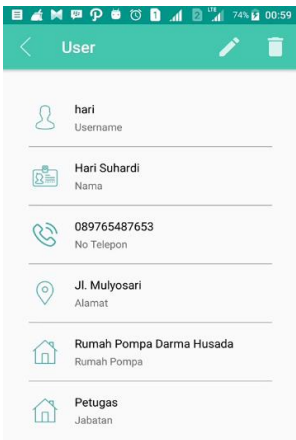 LTE 74% 00:59
User
hari
Username
Hari Suhardi
Nama
089765487653
No Telepon
Jl. Mulyosari
Alamat
Rumah Pompa Darma Husada
Rumah Pompa
Petugas
Jabatan